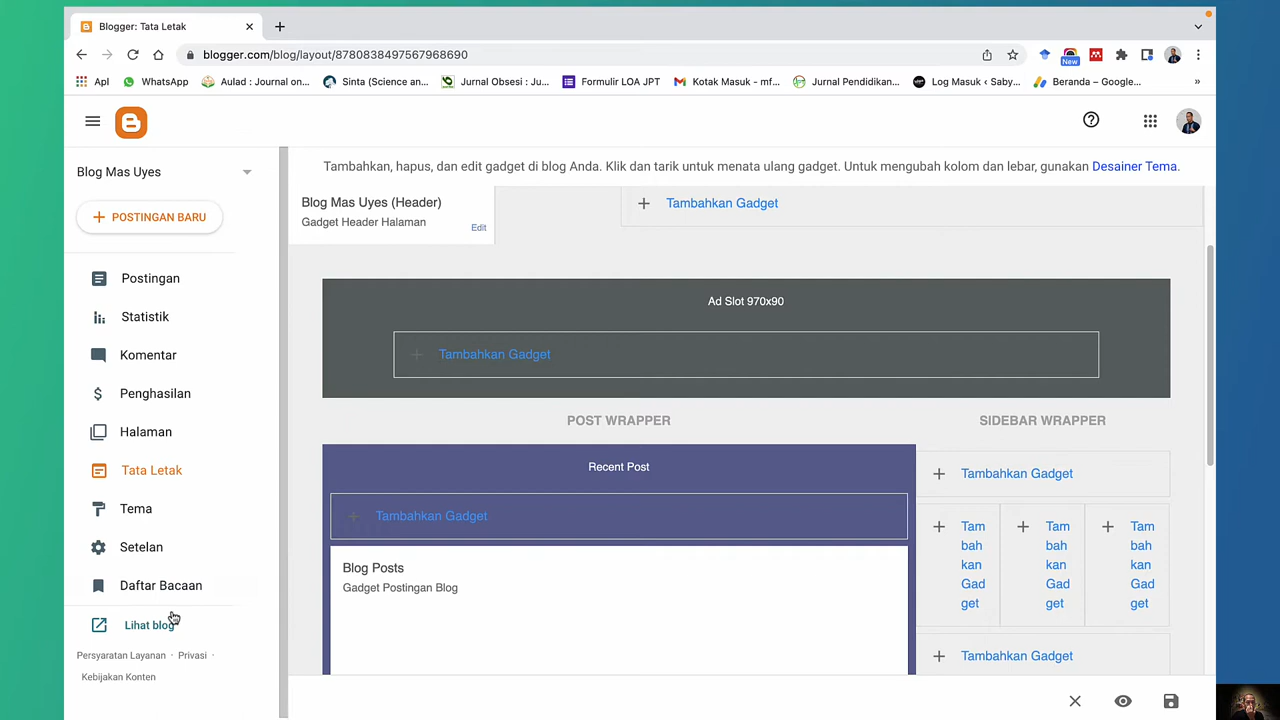 Blogger: Tata Letak
blogger.com/blog/layout/8780838497567968690
New
Apl
WhatsApp
Aulad : Journal on...
Sinta (Science an...
Jurnal Obsesi : Ju...
Formulir LOA JPT
Kotak Masuk - mf...
Jurnal Pendidikan...
Log Masuk ‹ Saby...
Beranda – Google...
»
Blog Mas Uyes
POSTINGAN BARU
Postingan
Statistik
Komentar
Penghasilan
Halaman
Tata Letak
Tema
Setelan
Daftar Bacaan
Lihat blog
Persyaratan Layanan · Privasi ·
Kebijakan Konten
Tambahkan, hapus, dan edit gadget di blog Anda. Klik dan tarik untuk menata ulang gadget. Untuk mengubah kolom dan lebar, gunakan Desainer Tema.
Blog Mas Uyes (Header)
Gadget Header Halaman
Edit
Tambahkan Gadget
Ad Slot 970x90
Tambahkan Gadget
POST WRAPPER
Recent Post
Tambahkan Gadget
Blog Posts
Gadget Postingan Blog
SIDEBAR WRAPPER
Tambahkan Gadget
Tam
bah
kan
Gad
get
Tam
bah
kan
Gad
get
Tam
bah
kan
Gad
get
Tambahkan Gadget